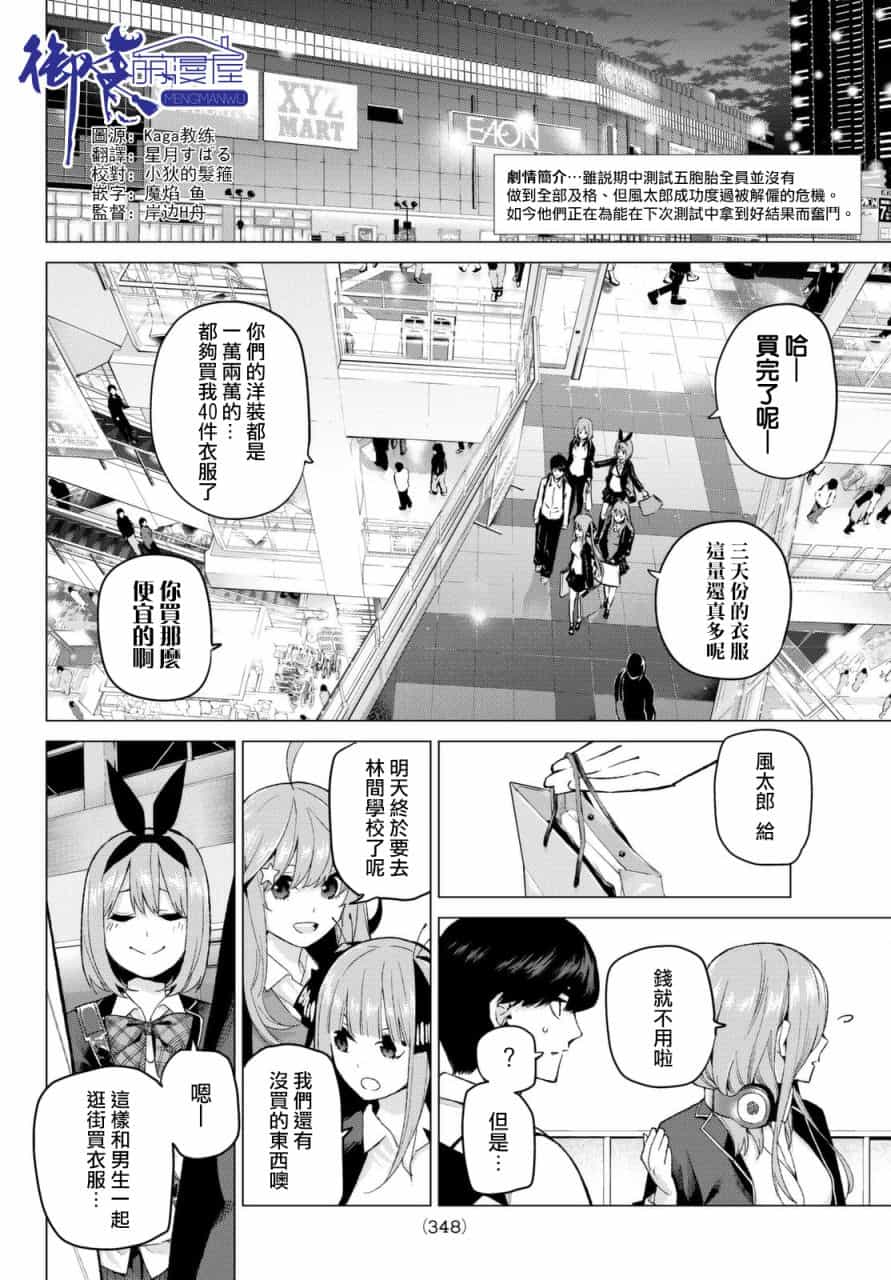 御宅萌漫屋
MENGMANWU
圖源：Kaga教练
翻譯：星月すばる
校對：小狄的髮箍
嵌字：魔焰 鱼
監督：岸边H舟
XYZ
MART
EAON
劇情簡介…雖說期中測試五胞胎全員並沒有
做到全部及格、但風太郎成功度過被解僱的危機。
如今他們正在為能在下次測試中拿到好結果而奮鬥。
哈—
買完了呢—
三天份的衣服
這量還真多呢
你們的洋裝都是
一萬兩萬的…
都夠買我40件衣服了
你買那麼
便宜的啊
風太郎 給
錢就不用啦
？
但是…
明天終於要去
林間學校了呢
我們還有
沒買的東西噢
嗯—
這樣和男生一起
逛街買衣服…
(348)